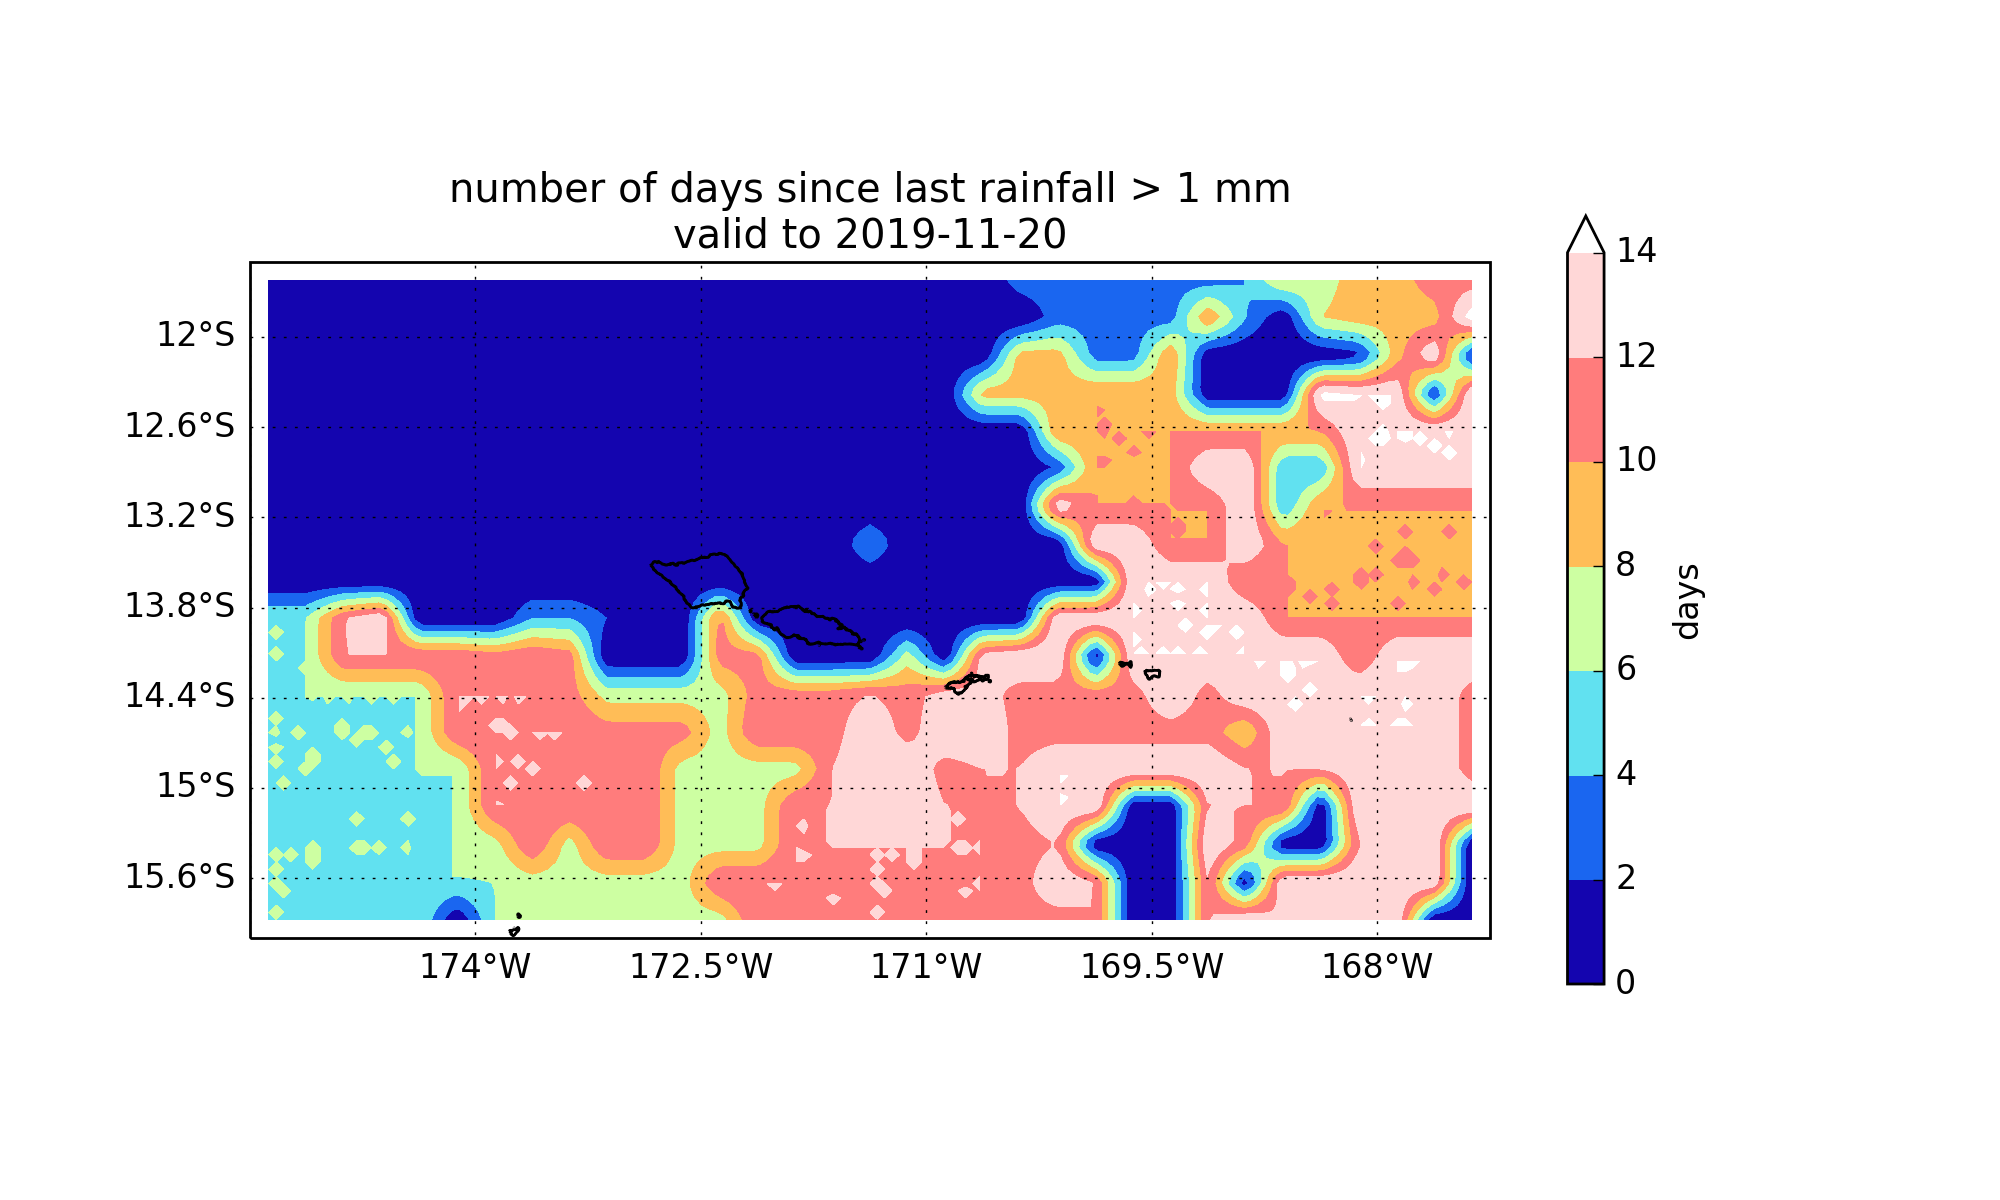 number of days since last rainfall > 1 mm
valid to 2019-11-20
12°S
12.6°S
13.2°S
13.8°S
14.4°S
15°S
15.6°S
174°W 172.5°W 171°W 169.5°W 168°W
14
12
10
8
6
4
2
0
days